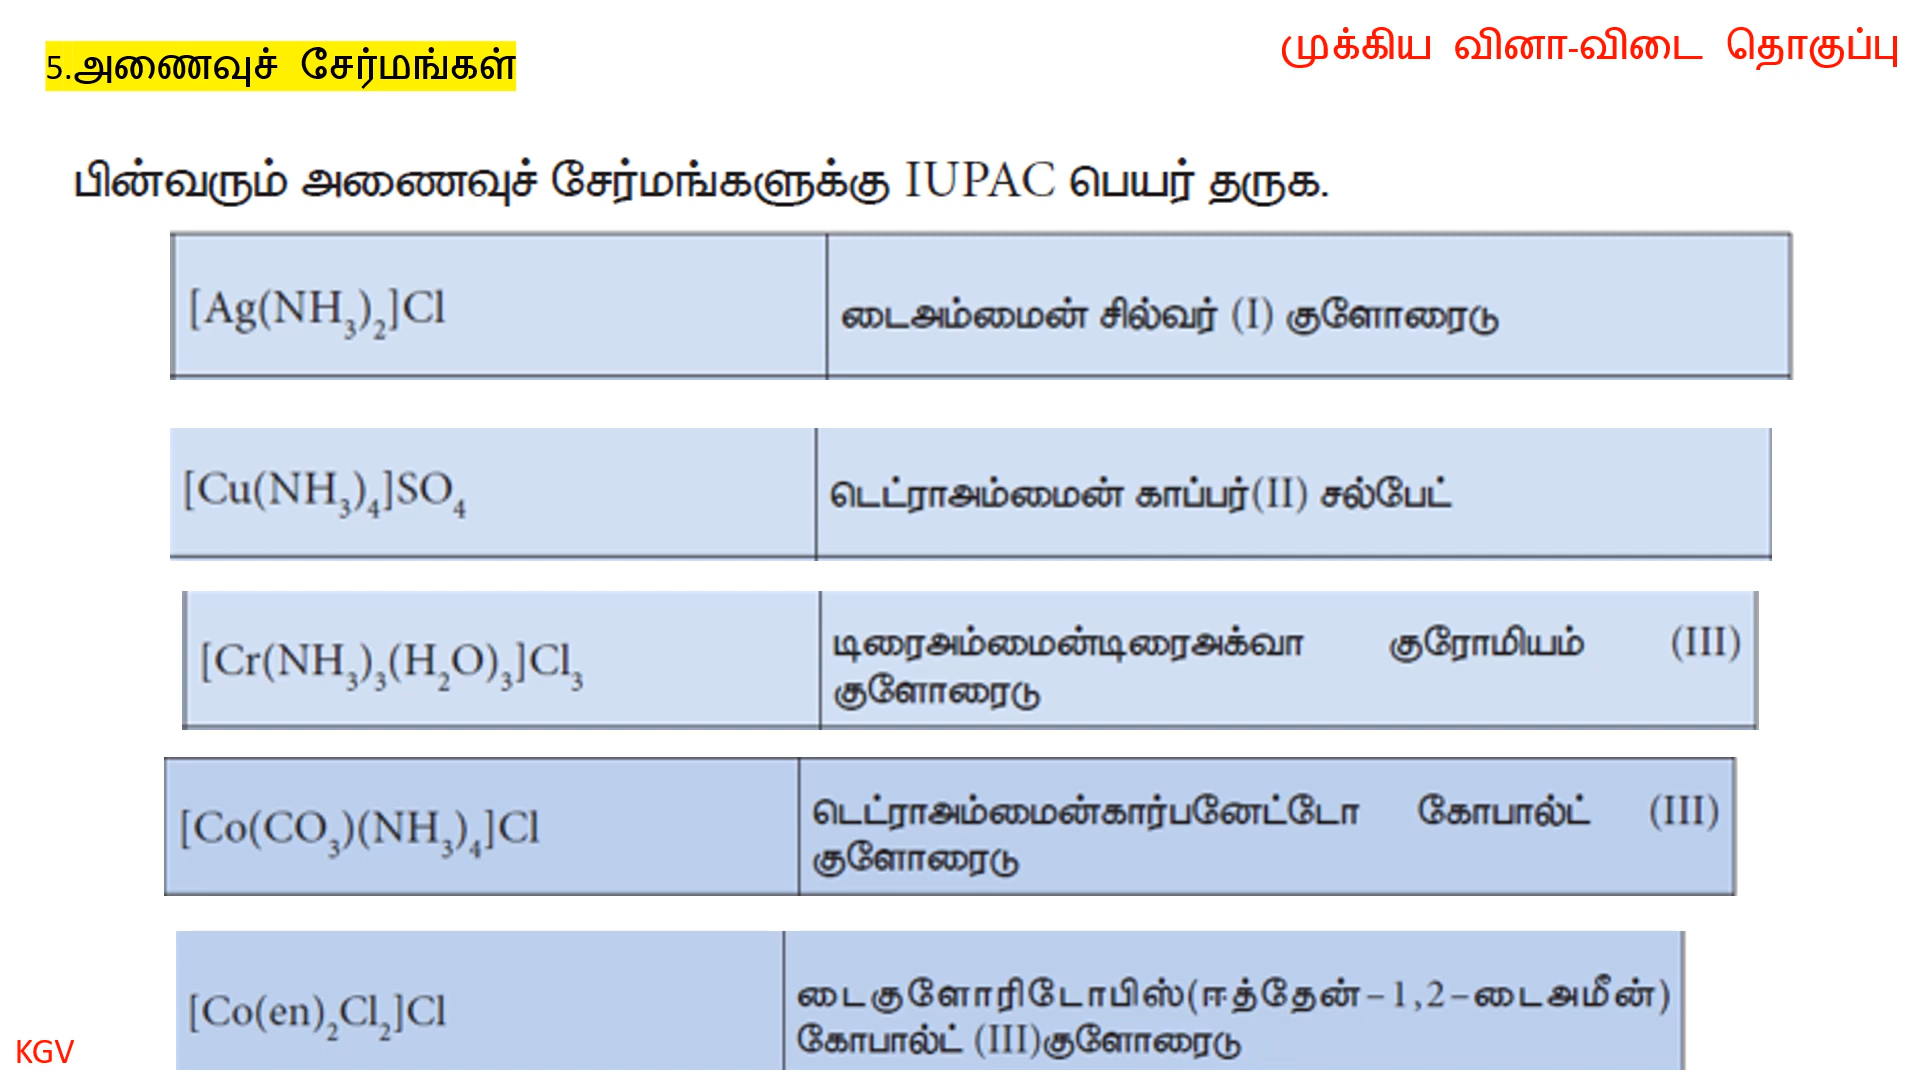 5.அணைவுச் சேர்மங்கள்
முக்கிய வினா-விடை தொகுப்பு
பின்வரும் அணைவுச் சேர்மங்களுக்கு IUPAC பெயர் தருக.
[Ag(NH₃)₂]Cl
டைஅம்மைன் சில்வர் (I) குளோரைடு
[Cu(NH₃)₄]SO₄
டெட்ராஅம்மைன் காப்பர்(II) சல்பேட்
[Cr(NH₃)₃(H₂O)₃]Cl₃
டிரைஅம்மைன்டிரைஅக்வா குரோமியம் (III)
குளோரைடு
[Co(CO₃)(NH₃)₄]Cl
டெட்ராஅம்மைன்கார்பனேட்டோ கோபால்ட் (III)
குளோரைடு
[Co(en)₂Cl₂]Cl
டைகுளோரிடோபிஸ்(ஈத்தேன்–1,2–டைஅமீன்)
கோபால்ட் (III)குளோரைடு
KGV